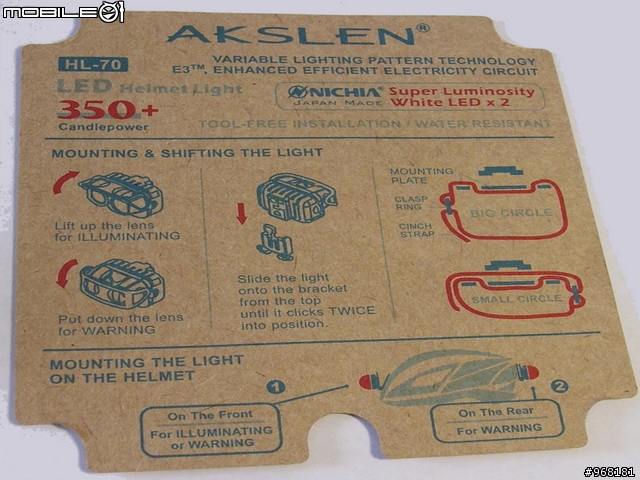 MOBILE01
AKSLEN®
HL-70
VARIABLE LIGHTING PATTERN TECHNOLOGY
E3™, ENHANCED EFFICIENT ELECTRICITY CIRCUIT
LED Helmet Light
350+
Candlepower
NICHIA®
JAPAN MADE
Super Luminosity
White LED x 2
TOOL-FREE INSTALLATION / WATER RESISTANT
MOUNTING & SHIFTING THE LIGHT
Lift up the lens
for ILLUMINATING
Put down the lens
for WARNING
Slide the light
onto the bracket
from the top
until it clicks TWICE
into position.
MOUNTING
PLATE
CLASP
RING
CINCH
STRAP
BIG CIRCLE
SMALL CIRCLE
MOUNTING THE LIGHT
ON THE HELMET
1
On The Front
For ILLUMINATING
or WARNING
2
On The Rear
For WARNING
#968181